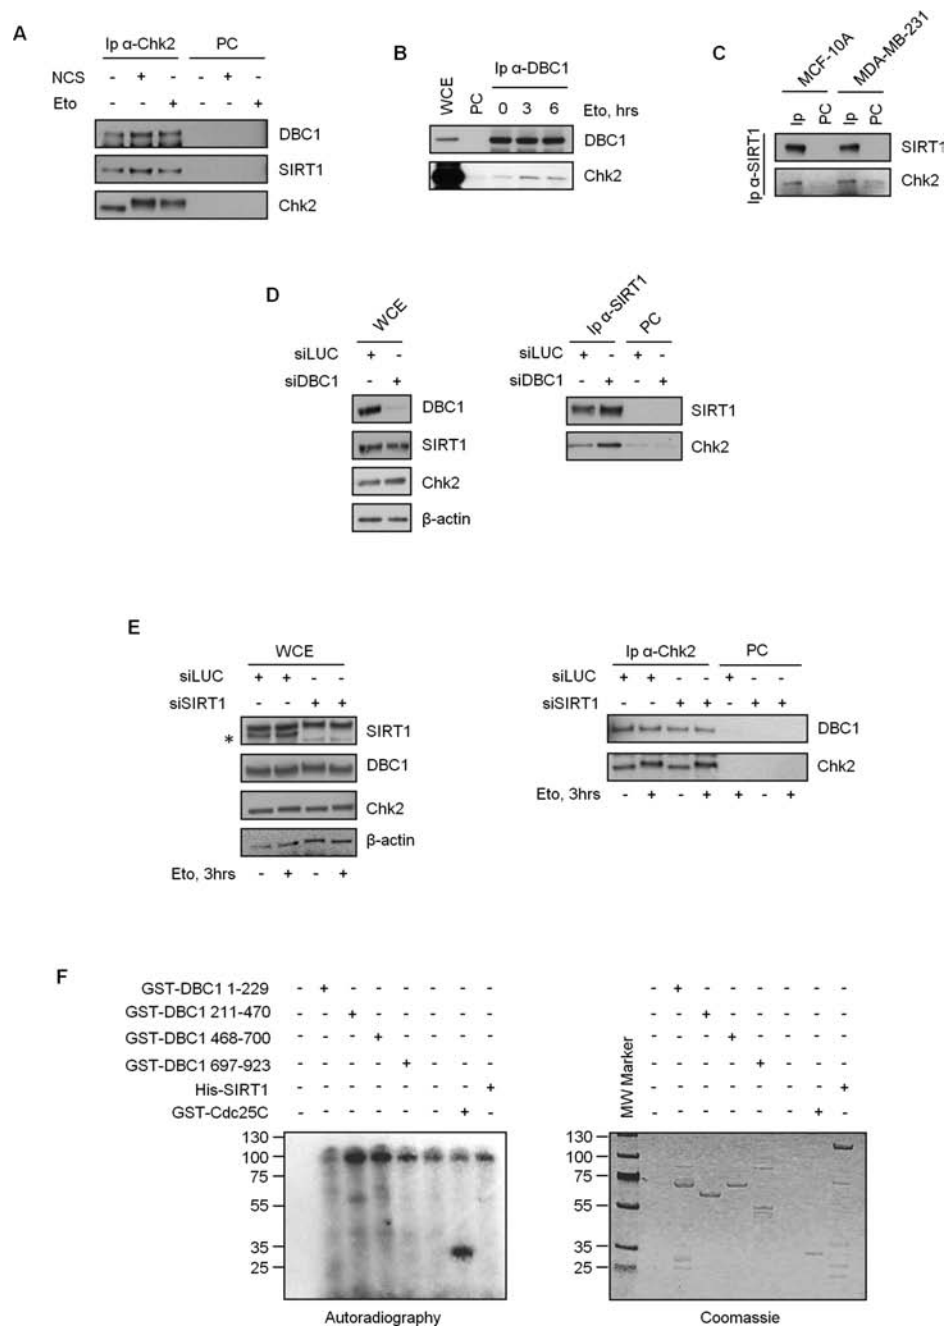 A
Ip α-Chk2 PC
NCS - + - - + -
Eto - - + - - +
DBC1
SIRT1
Chk2
B
WCE PC Ip α-DBC1
0 3 6 Eto, hrs
DBC1
Chk2
C
MCF-10A MDA-MB-231
Ip PC Ip PC
Ip α-SIRT1
SIRT1
Chk2
D
WCE
siLUC + -
siDBC1 - +
DBC1
SIRT1
Chk2
β-actin
Ip α-SIRT1 PC
siLUC + - + -
siDBC1 - + - +
SIRT1
Chk2
E
WCE
siLUC + + - -
siSIRT1 - - + +
SIRT1
*
DBC1
Chk2
β-actin
Eto, 3hrs - + - +
Ip α-Chk2 PC
siLUC + + - - + - -
siSIRT1 - - + + - + +
DBC1
Chk2
Eto, 3hrs - + - + + - +
F
GST-DBC1 1-229 - + - - - - - -
GST-DBC1 211-470 - - + - - - - -
GST-DBC1 468-700 - - - + - - - -
GST-DBC1 697-923 - - - - + - - -
His-SIRT1 - - - - - - - +
GST-Cdc25C - - - - - - + -
130
100
75
55
35
25
Autoradiography
MW Marker
- + - - - - - -
- - + - - - - -
- - - + - - - -
- - - - + - - -
- - - - - - - +
- - - - - - + -
130
100
75
55
35
25
Coomassie